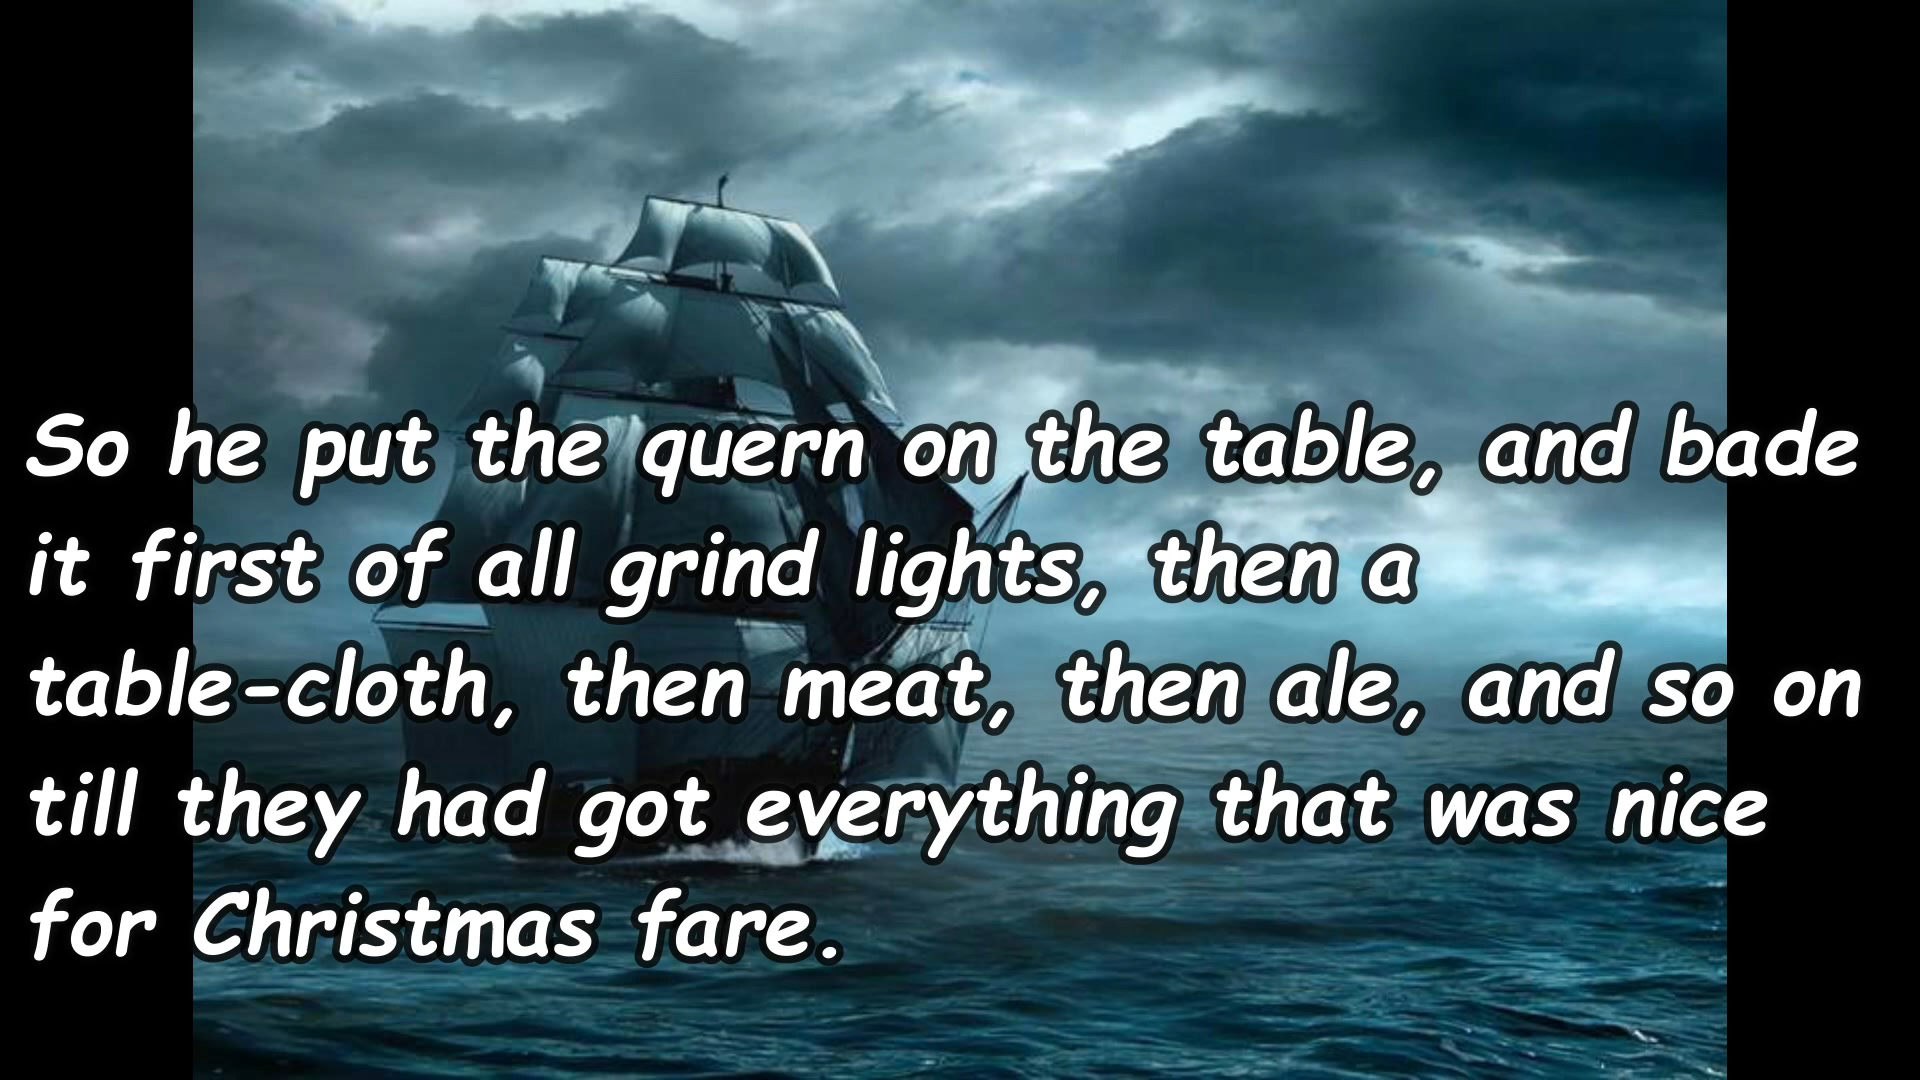 So he put the quern on the table, and bade
it first of all grind lights, then a
table-cloth, then meat, then ale, and so on
till they had got everything that was nice
for Christmas fare.